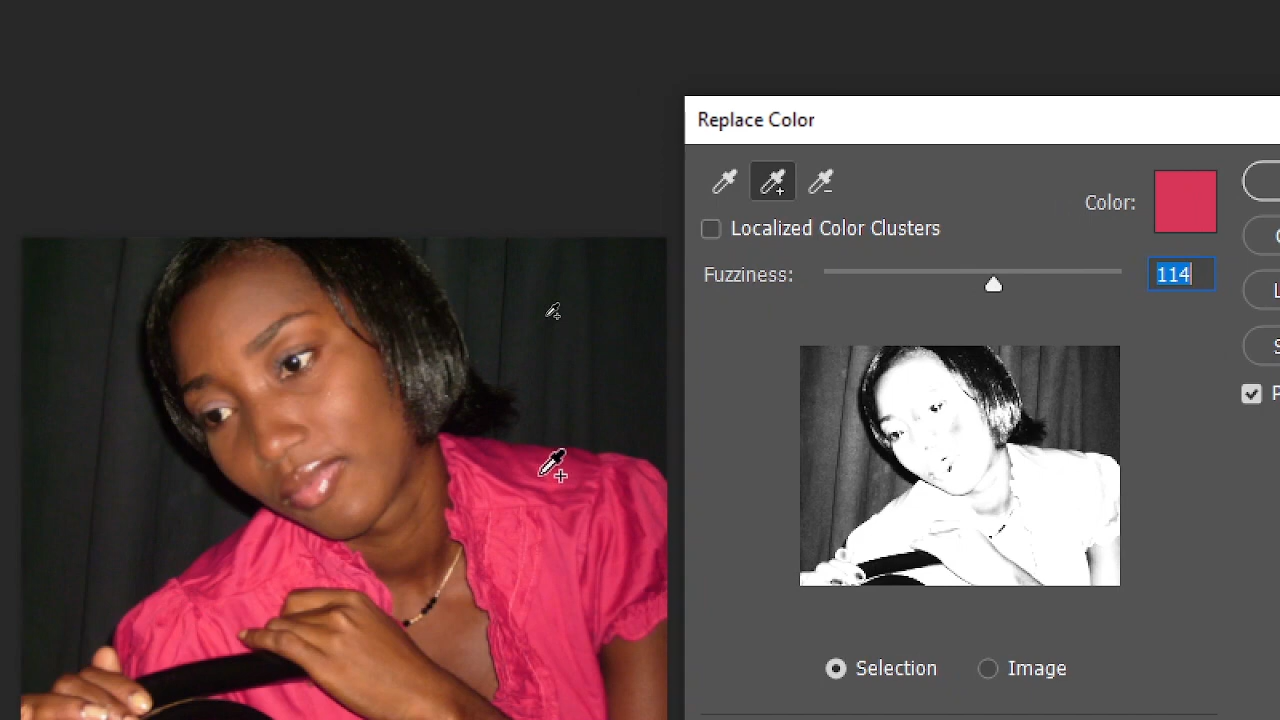 Replace Color
Color:
Localized Color Clusters
Fuzziness:
114
Selection
Image